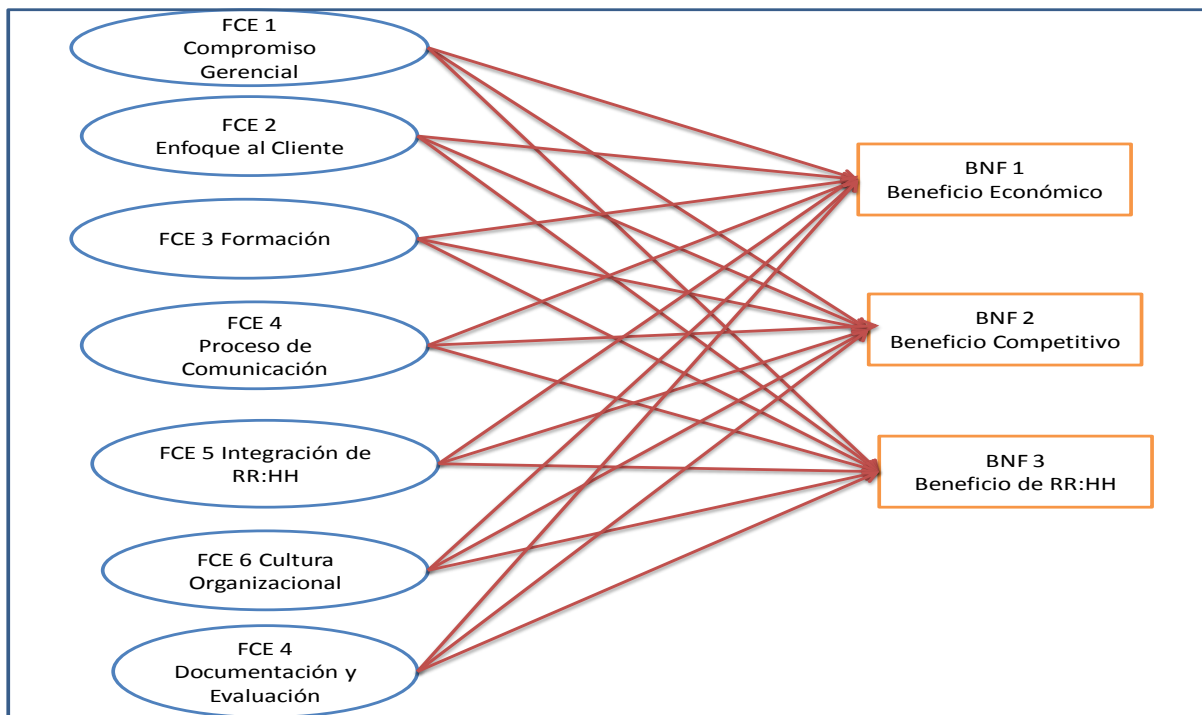 FCE 1
Compromiso
Gerencial
FCE 2
Enfoque al Cliente
FCE 3 Formación
FCE 4
Proceso de
Comunicación
FCE 5 Integración de
RR:HH
FCE 6 Cultura
Organizacional
FCE 4
Documentación y
Evaluación
BNF 1
Beneficio Económico
BNF 2
Beneficio Competitivo
BNF 3
Beneficio de RR:HH